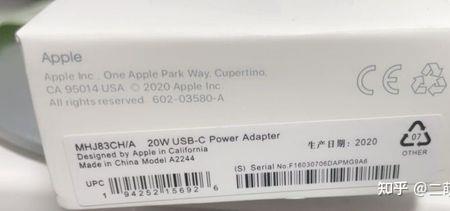 Apple
Apple Inc., One Apple Park Way, Cupertino,
CA 95014 USA © 2020 Apple Inc.
All rights reserved. 602-03580-A
CE
MHJ83CH/A 20W USB-C Power Adapter
Designed by Apple in California
Made in China Model A2244
生产日期: 2020
07
OTHER
UPC
1 94252 15692 6
(S) Serial No.F16030706DAPMG9A6
知乎 @二